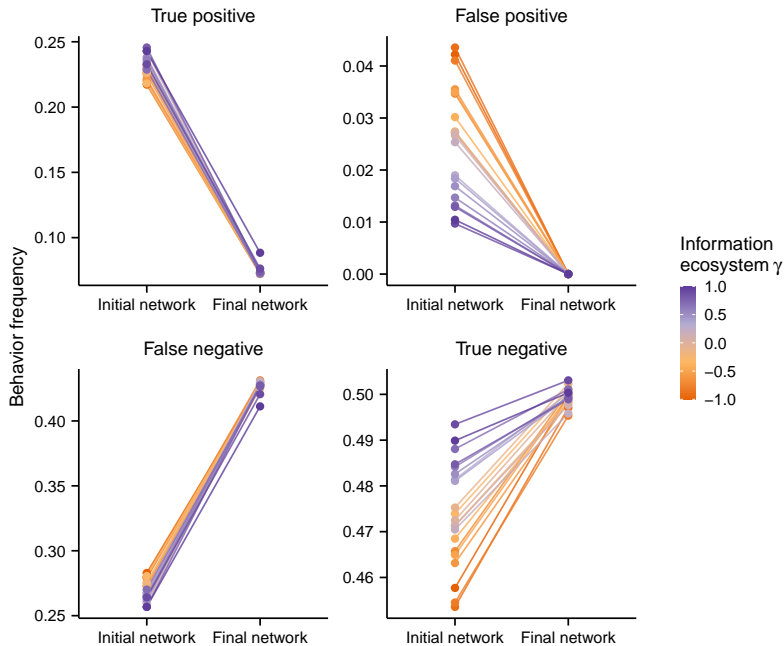 True positive
False positive
0.25
0.20
0.15
0.10
0.04
0.03
0.02
0.01
0.00
Initial network Final network
Initial network Final network
Behavior frequency
False negative
True negative
0.40
0.35
0.30
0.25
0.50
0.49
0.48
0.47
0.46
Initial network Final network
Initial network Final network
Information
ecosystem γ
1.0
0.5
0.0
−0.5
−1.0